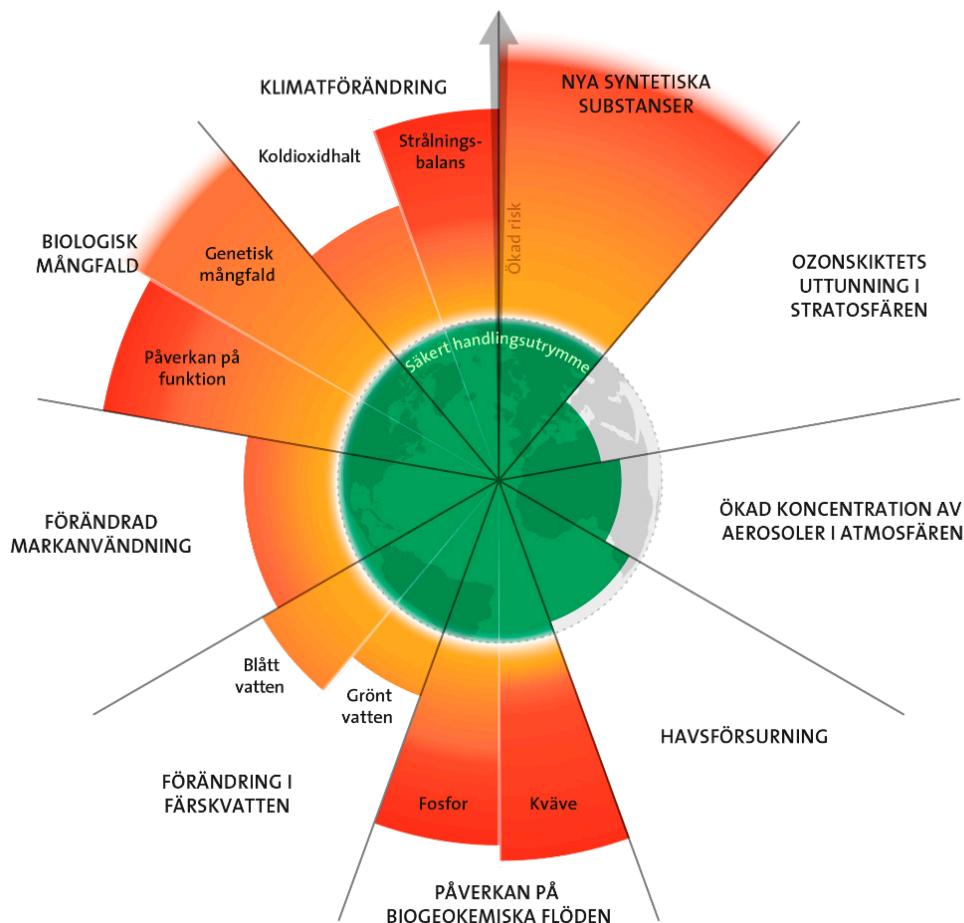 KLIMATFÖRÄNDRING
Koldioxidhalt
Strålnings-
balans
NYA SYNTETISKA
SUBSTANSER
Ökad risk
BIOLOGISK
MÅNGFALD
Genetisk
mångfald
Påverkan på
funktion
OZONSKIKTETS
UTTUNNING I
STRATOSFÄREN
Säkert handlingsutrymme
FÖRÄNDRAD
MARKANVÄNDNING
ÖKAD KONCENTRATION AV
AEROSOLER I ATMOSFÄREN
Blått
vatten
Grönt
vatten
HAVSFÖRSURNING
FÖRÄNDRING I
FÄRSKVATTEN
Fosfor
Kväve
PÅVERKAN PÅ
BIOGEOKEMISKA FLÖDEN